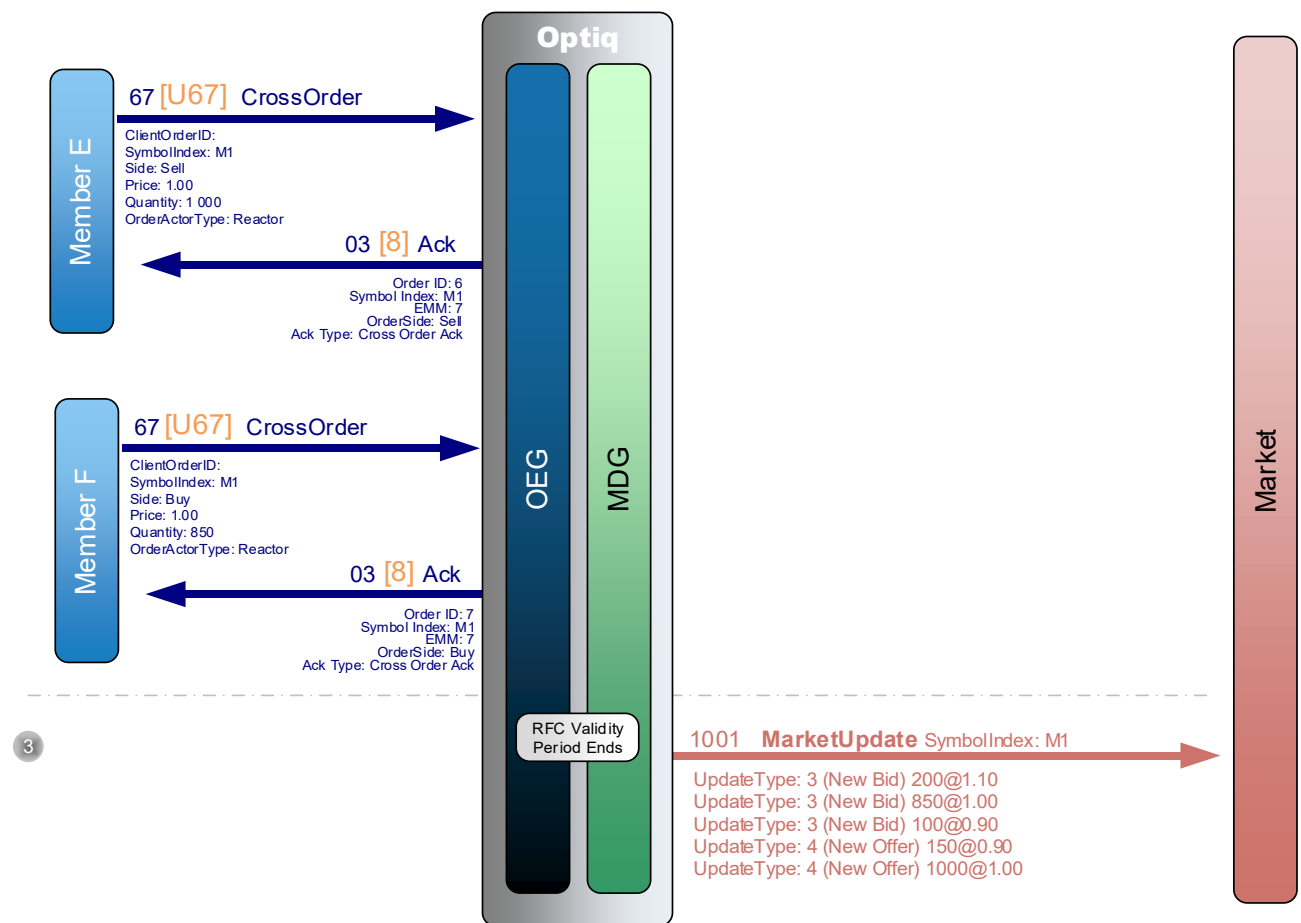 Optiq
Member E
67 [U67] CrossOrder
ClientOrderID:
SymbolIndex: M1
Side: Sell
Price: 1.00
Quantity: 1 000
OrderActorType: Reactor
03 [8] Ack
Order ID: 6
Symbol Index: M1
EMM: 7
OrderSide: Sell
Ack Type: Cross Order Ack
Member F
67 [U67] CrossOrder
ClientOrderID:
SymbolIndex: M1
Side: Buy
Price: 1.00
Quantity: 850
OrderActorType: Reactor
03 [8] Ack
Order ID: 7
Symbol Index: M1
EMM: 7
OrderSide: Buy
Ack Type: Cross Order Ack
OEG
MDG
Market
3
RFC Validity
Period Ends
1001 MarketUpdate SymbolIndex: M1
UpdateType: 3 (New Bid) 200@1.10
UpdateType: 3 (New Bid) 850@1.00
UpdateType: 3 (New Bid) 100@0.90
UpdateType: 4 (New Offer) 150@0.90
UpdateType: 4 (New Offer) 1000@1.00